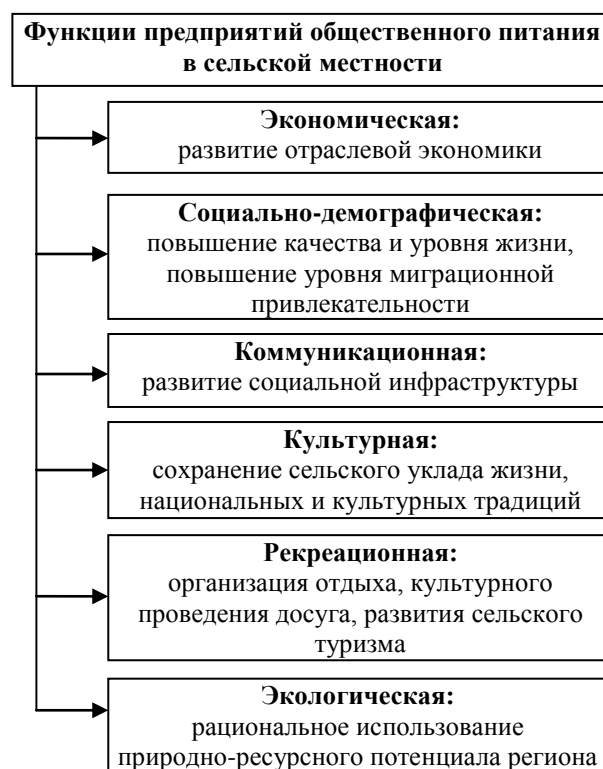 Функции предприятий общественного питания
в сельской местности
Экономическая:
развитие отраслевой экономики
Социально-демографическая:
повышение качества и уровня жизни,
повышение уровня миграционной
привлекательности
Коммуникационная:
развитие социальной инфраструктуры
Культурная:
сохранение сельского уклада жизни,
национальных и культурных традиций
Рекреационная:
организация отдыха, культурного
проведения досуга, развития сельского
туризма
Экологическая:
рациональное использование
природно-ресурсного потенциала региона